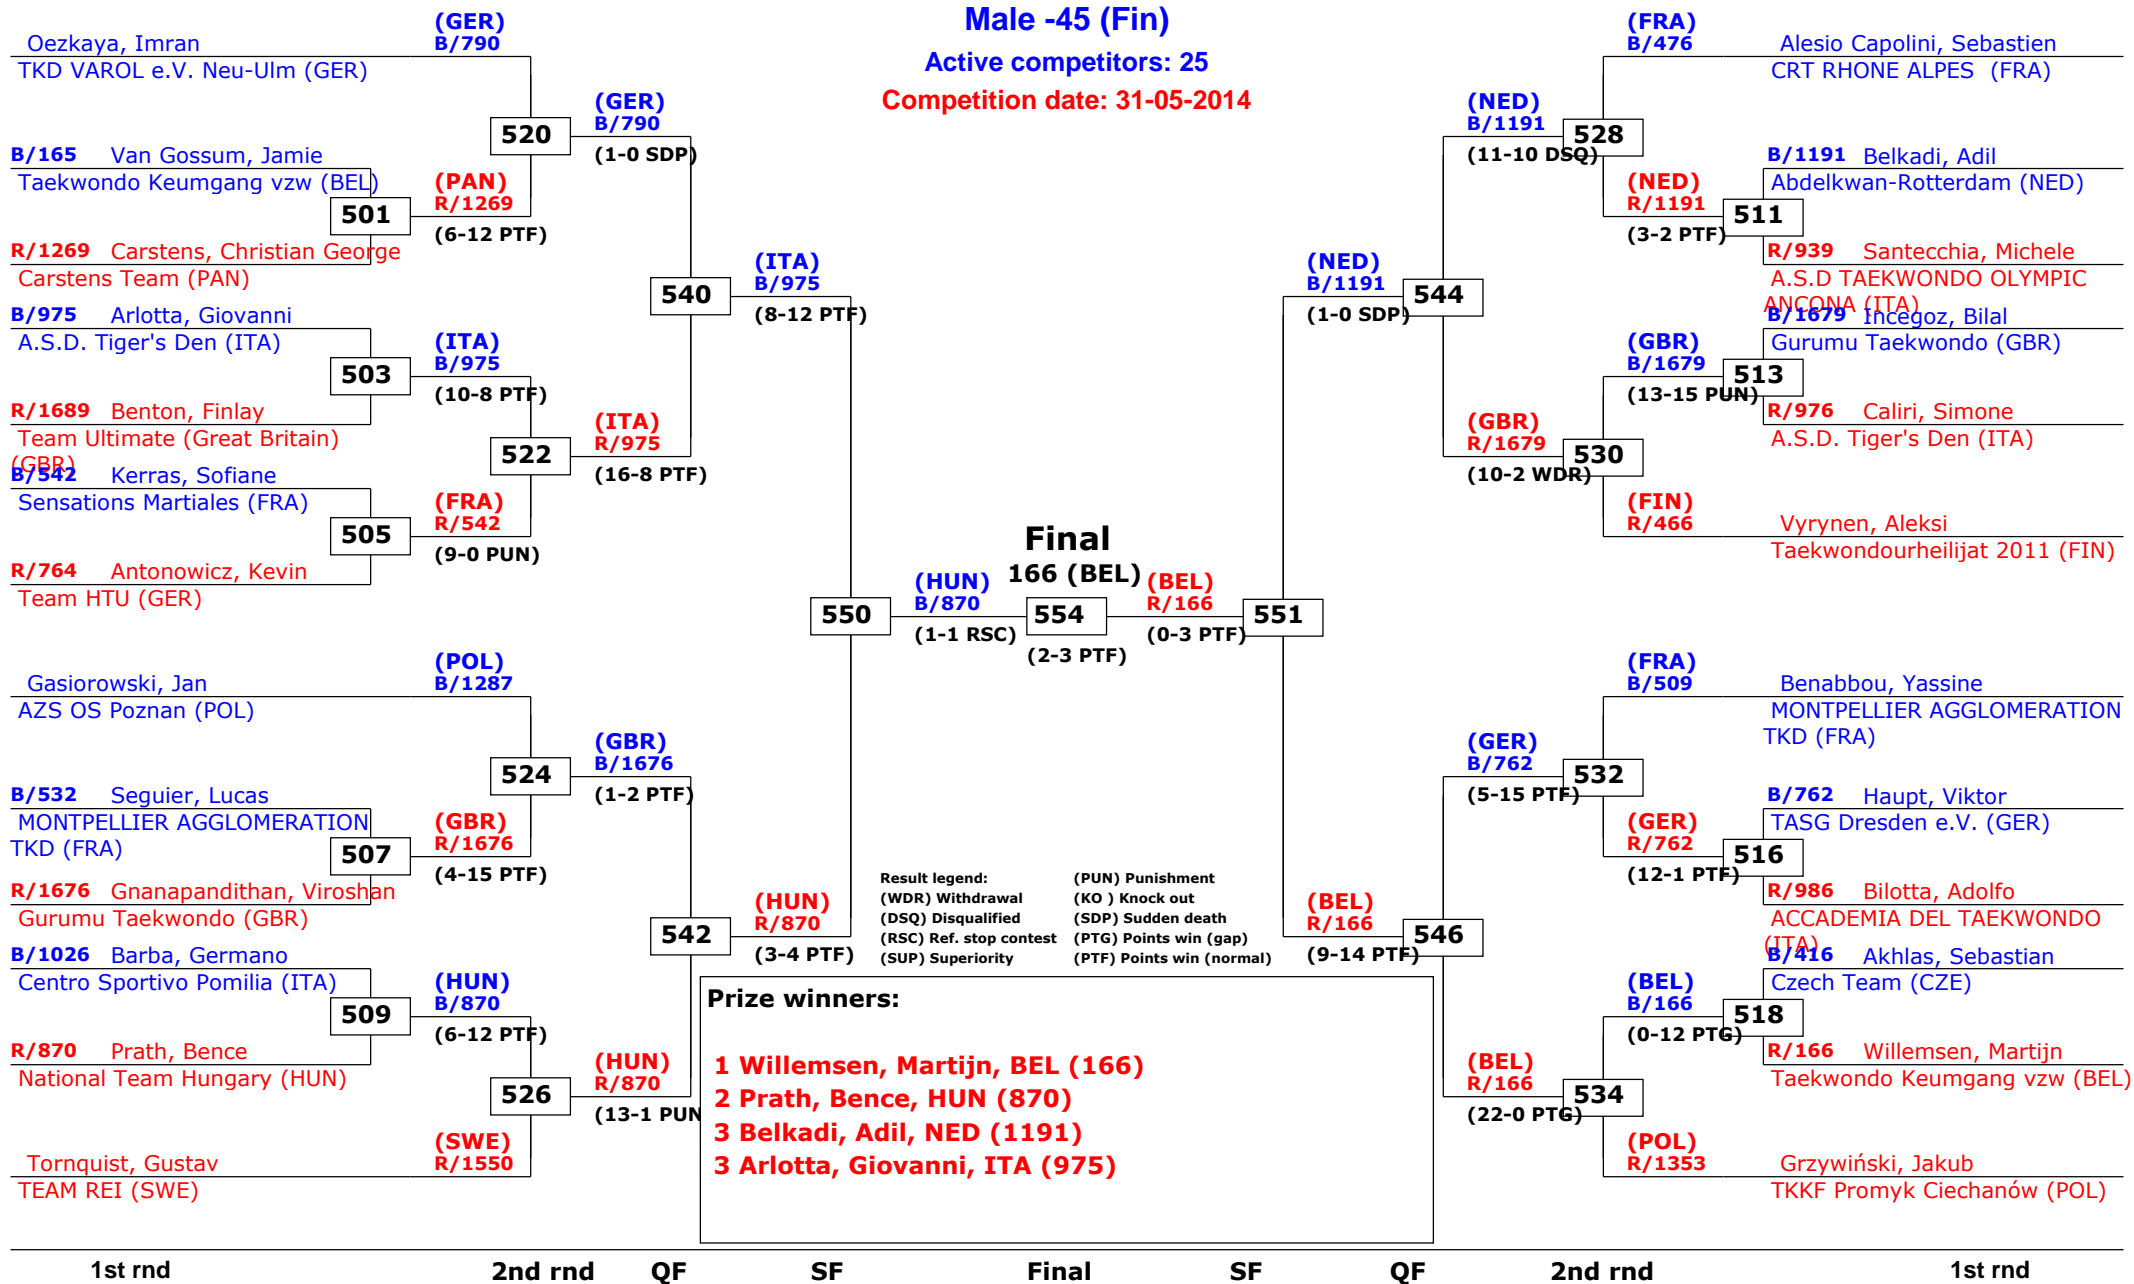 Male -45 (Fin)
Active competitors: 25
Competition date: 31-05-2014
(GER)
B/790
Oezkaya, Imran
TKD VAROL e.V. Neu-Ulm (GER)
520
(GER)
B/790
(1-0 SDP)
B/165 Van Gossum, Jamie
Taekwondo Keumgang vzw (BEL)
501
(PAN)
R/1269
(6-12 PTF)
R/1269 Carstens, Christian George
Carstens Team (PAN)
540
(ITA)
B/975
(8-12 PTF)
B/975 Arlotta, Giovanni
A.S.D. Tiger's Den (ITA)
503
(ITA)
B/975
(10-8 PTF)
R/1689 Benton, Finlay
Team Ultimate (Great Britain)
(GBR)
522
(ITA)
R/975
(16-8 PTF)
B/542 Kerras, Sofiane
Sensations Martiales (FRA)
505
(FRA)
R/542
(9-0 PUN)
R/764 Antonowicz, Kevin
Team HTU (GER)
550
(HUN)
B/870
(1-1 RSC)
(POL)
B/1287
Gasiorowski, Jan
AZS OS Poznan (POL)
524
(GBR)
B/1676
(1-2 PTF)
B/532 Seguier, Lucas
MONTPELLIER AGGLOMERATION
TKD (FRA)
507
(GBR)
R/1676
(4-15 PTF)
R/1676 Gnanapandithan, Viroshan
Gurumu Taekwondo (GBR)
542
(HUN)
R/870
(3-4 PTF)
B/1026 Barba, Germano
Centro Sportivo Pomilia (ITA)
509
(HUN)
B/870
(6-12 PTF)
R/870 Prath, Bence
National Team Hungary (HUN)
526
(HUN)
R/870
(13-1 PUN
(SWE)
R/1550
Tornquist, Gustav
TEAM REI (SWE)
Final
166 (BEL)
554
(2-3 PTF)
(BEL)
R/166
(0-3 PTF)
551
(FRA)
B/476
Alesio Capolini, Sebastien
CRT RHONE ALPES (FRA)
(NED)
B/1191
(11-10 DSQ)
528
B/1191 Belkadi, Adil
Abdelkwan-Rotterdam (NED)
(NED)
R/1191
(3-2 PTF)
511
R/939 Santecchia, Michele
A.S.D TAEKWONDO OLYMPIC
ANCONA (ITA)
(NED)
B/1191
(1-0 SDP)
544
B/1679 Incegoz, Bilal
Gurumu Taekwondo (GBR)
(GBR)
B/1679
(13-15 PUN)
513
R/976 Caliri, Simone
A.S.D. Tiger's Den (ITA)
(GBR)
R/1679
(10-2 WDR)
530
(FIN)
R/466
Vyrynen, Aleksi
Taekwondourheilijat 2011 (FIN)
(FRA)
B/509
Benabbou, Yassine
MONTPELLIER AGGLOMERATION
TKD (FRA)
(GER)
B/762
(5-15 PTF)
532
B/762 Haupt, Viktor
TASG Dresden e.V. (GER)
(GER)
R/762
(12-1 PTF)
516
R/986 Bilotta, Adolfo
ACCADEMIA DEL TAEKWONDO
(ITA)
(BEL)
R/166
(9-14 PTF)
546
B/416 Akhlas, Sebastian
Czech Team (CZE)
(BEL)
B/166
(0-12 PTG)
518
R/166 Willemsen, Martijn
Taekwondo Keumgang vzw (BEL)
(BEL)
R/166
(22-0 PTG)
534
(POL)
R/1353
Grzywiński, Jakub
TKKF Promyk Ciechanów (POL)
Result legend: (PUN) Punishment
(WDR) Withdrawal (KO ) Knock out
(DSQ) Disqualified (SDP) Sudden death
(RSC) Ref. stop contest (PTG) Points win (gap)
(SUP) Superiority (PTF) Points win (normal)
Prize winners:
1 Willemsen, Martijn, BEL (166)
2 Prath, Bence, HUN (870)
3 Belkadi, Adil, NED (1191)
3 Arlotta, Giovanni, ITA (975)
1st rnd 2nd rnd QF SF Final SF QF 2nd rnd 1st rnd